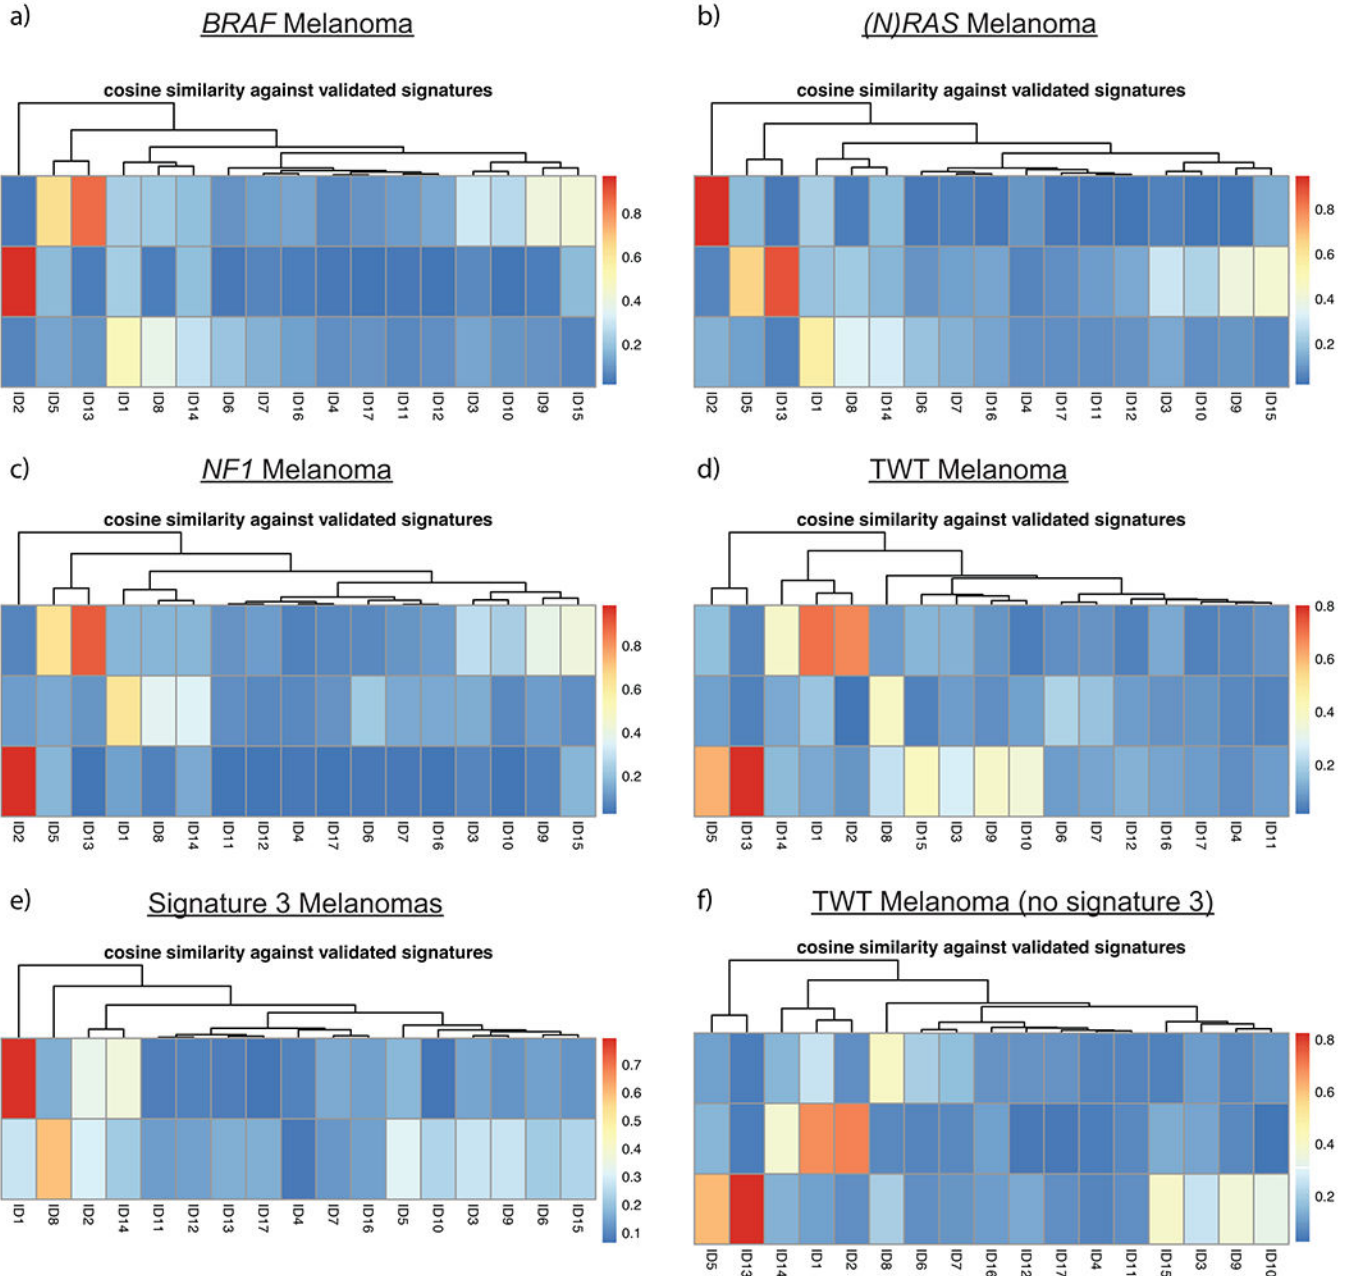 a)
BRAF Melanoma
cosine similarity against validated signatures
0.8
0.6
0.4
0.2
ID2 ID5 ID13 ID1 ID8 ID14 ID6 ID7 ID16 ID4 ID17 ID11 ID12 ID3 ID10 ID9 ID15
b)
(N)RAS Melanoma
cosine similarity against validated signatures
0.8
0.6
0.4
0.2
ID2 ID5 ID13 ID1 ID8 ID14 ID6 ID7 ID16 ID4 ID17 ID11 ID12 ID3 ID10 ID9 ID15
c)
NF1 Melanoma
cosine similarity against validated signatures
0.8
0.6
0.4
0.2
ID2 ID5 ID13 ID1 ID8 ID14 ID11 ID12 ID4 ID17 ID6 ID7 ID16 ID3 ID10 ID9 ID15
d)
TWT Melanoma
cosine similarity against validated signatures
0.8
0.6
0.4
0.2
ID5 ID13 ID14 ID1 ID2 ID8 ID15 ID3 ID9 ID10 ID6 ID7 ID12 ID16 ID17 ID4 ID11
e)
Signature 3 Melanomas
cosine similarity against validated signatures
0.7
0.6
0.5
0.4
0.3
0.2
0.1
ID1 ID8 ID2 ID14 ID11 ID12 ID13 ID17 ID4 ID7 ID16 ID5 ID10 ID3 ID9 ID6 ID15
f)
TWT Melanoma (no signature 3)
cosine similarity against validated signatures
0.8
0.6
0.4
0.2
ID5 ID13 ID14 ID1 ID2 ID8 ID6 ID7 ID16 ID12 ID17 ID4 ID11 ID15 ID3 ID9 ID10